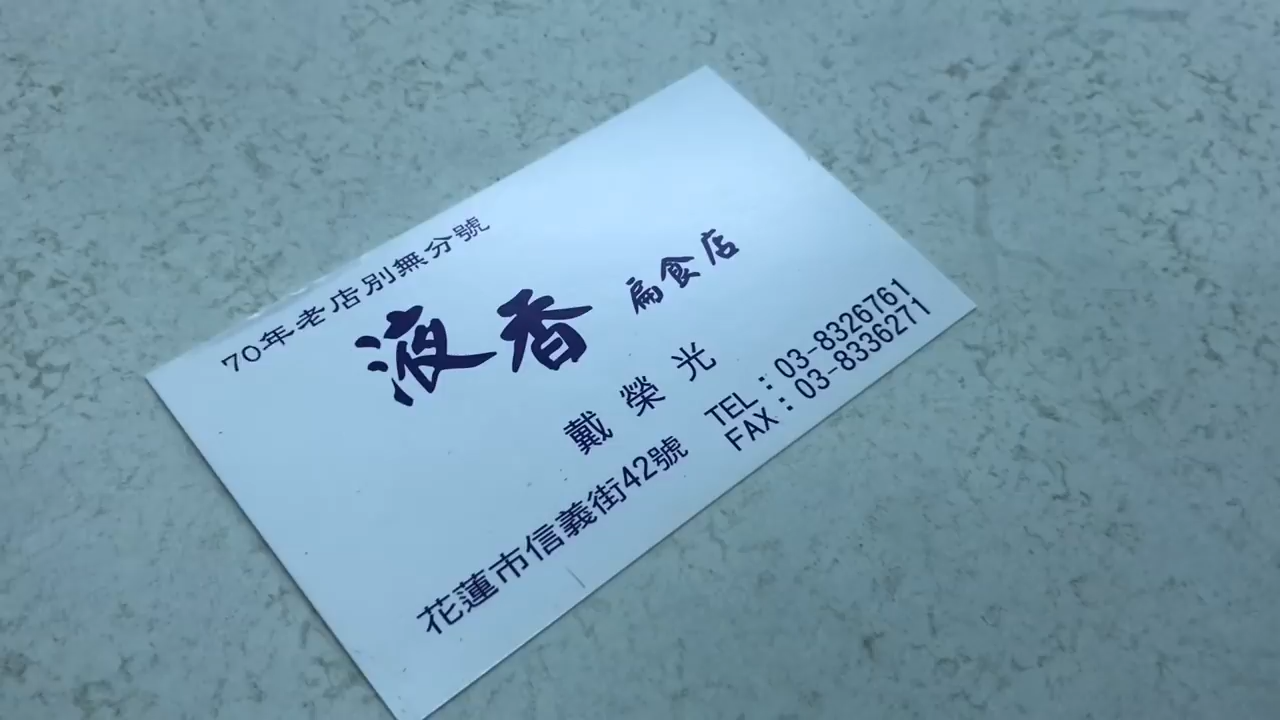 70年老店別無分號
液香 扁食店
戴榮光
花蓮市信義街42號
TEL：03-8326761
FAX：03-8336271